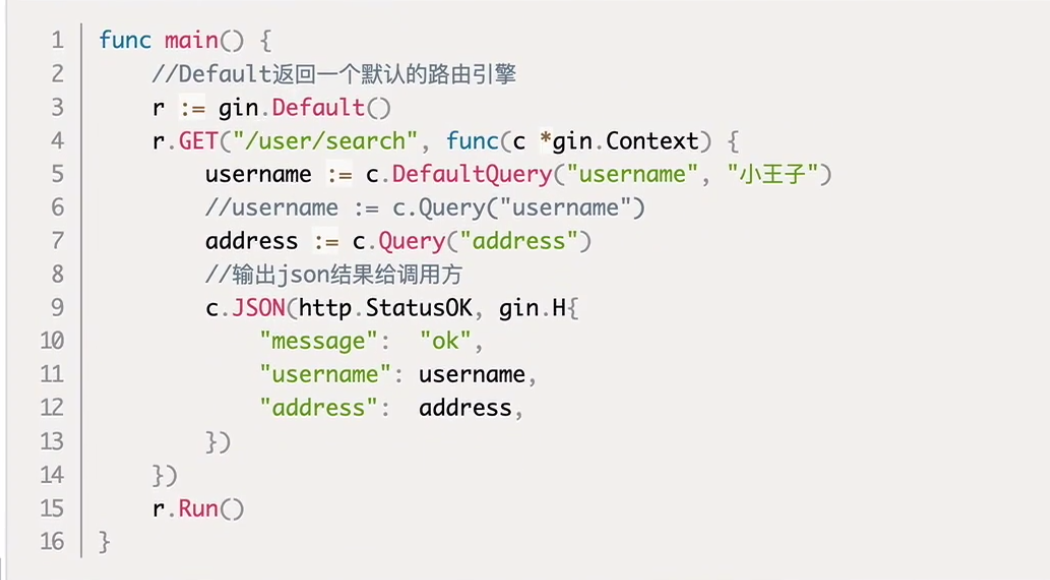 1 func main() {
2     //Default返回一个默认的路由引擎
3     r := gin.Default()
4     r.GET("/user/search", func(c *gin.Context) {
5         username := c.DefaultQuery("username", "小王子")
6         //username := c.Query("username")
7         address := c.Query("address")
8         //输出json结果给调用方
9         c.JSON(http.StatusOK, gin.H{
10             "message":  "ok",
11             "username": username,
12             "address":  address,
13         })
14     })
15     r.Run()
16 }